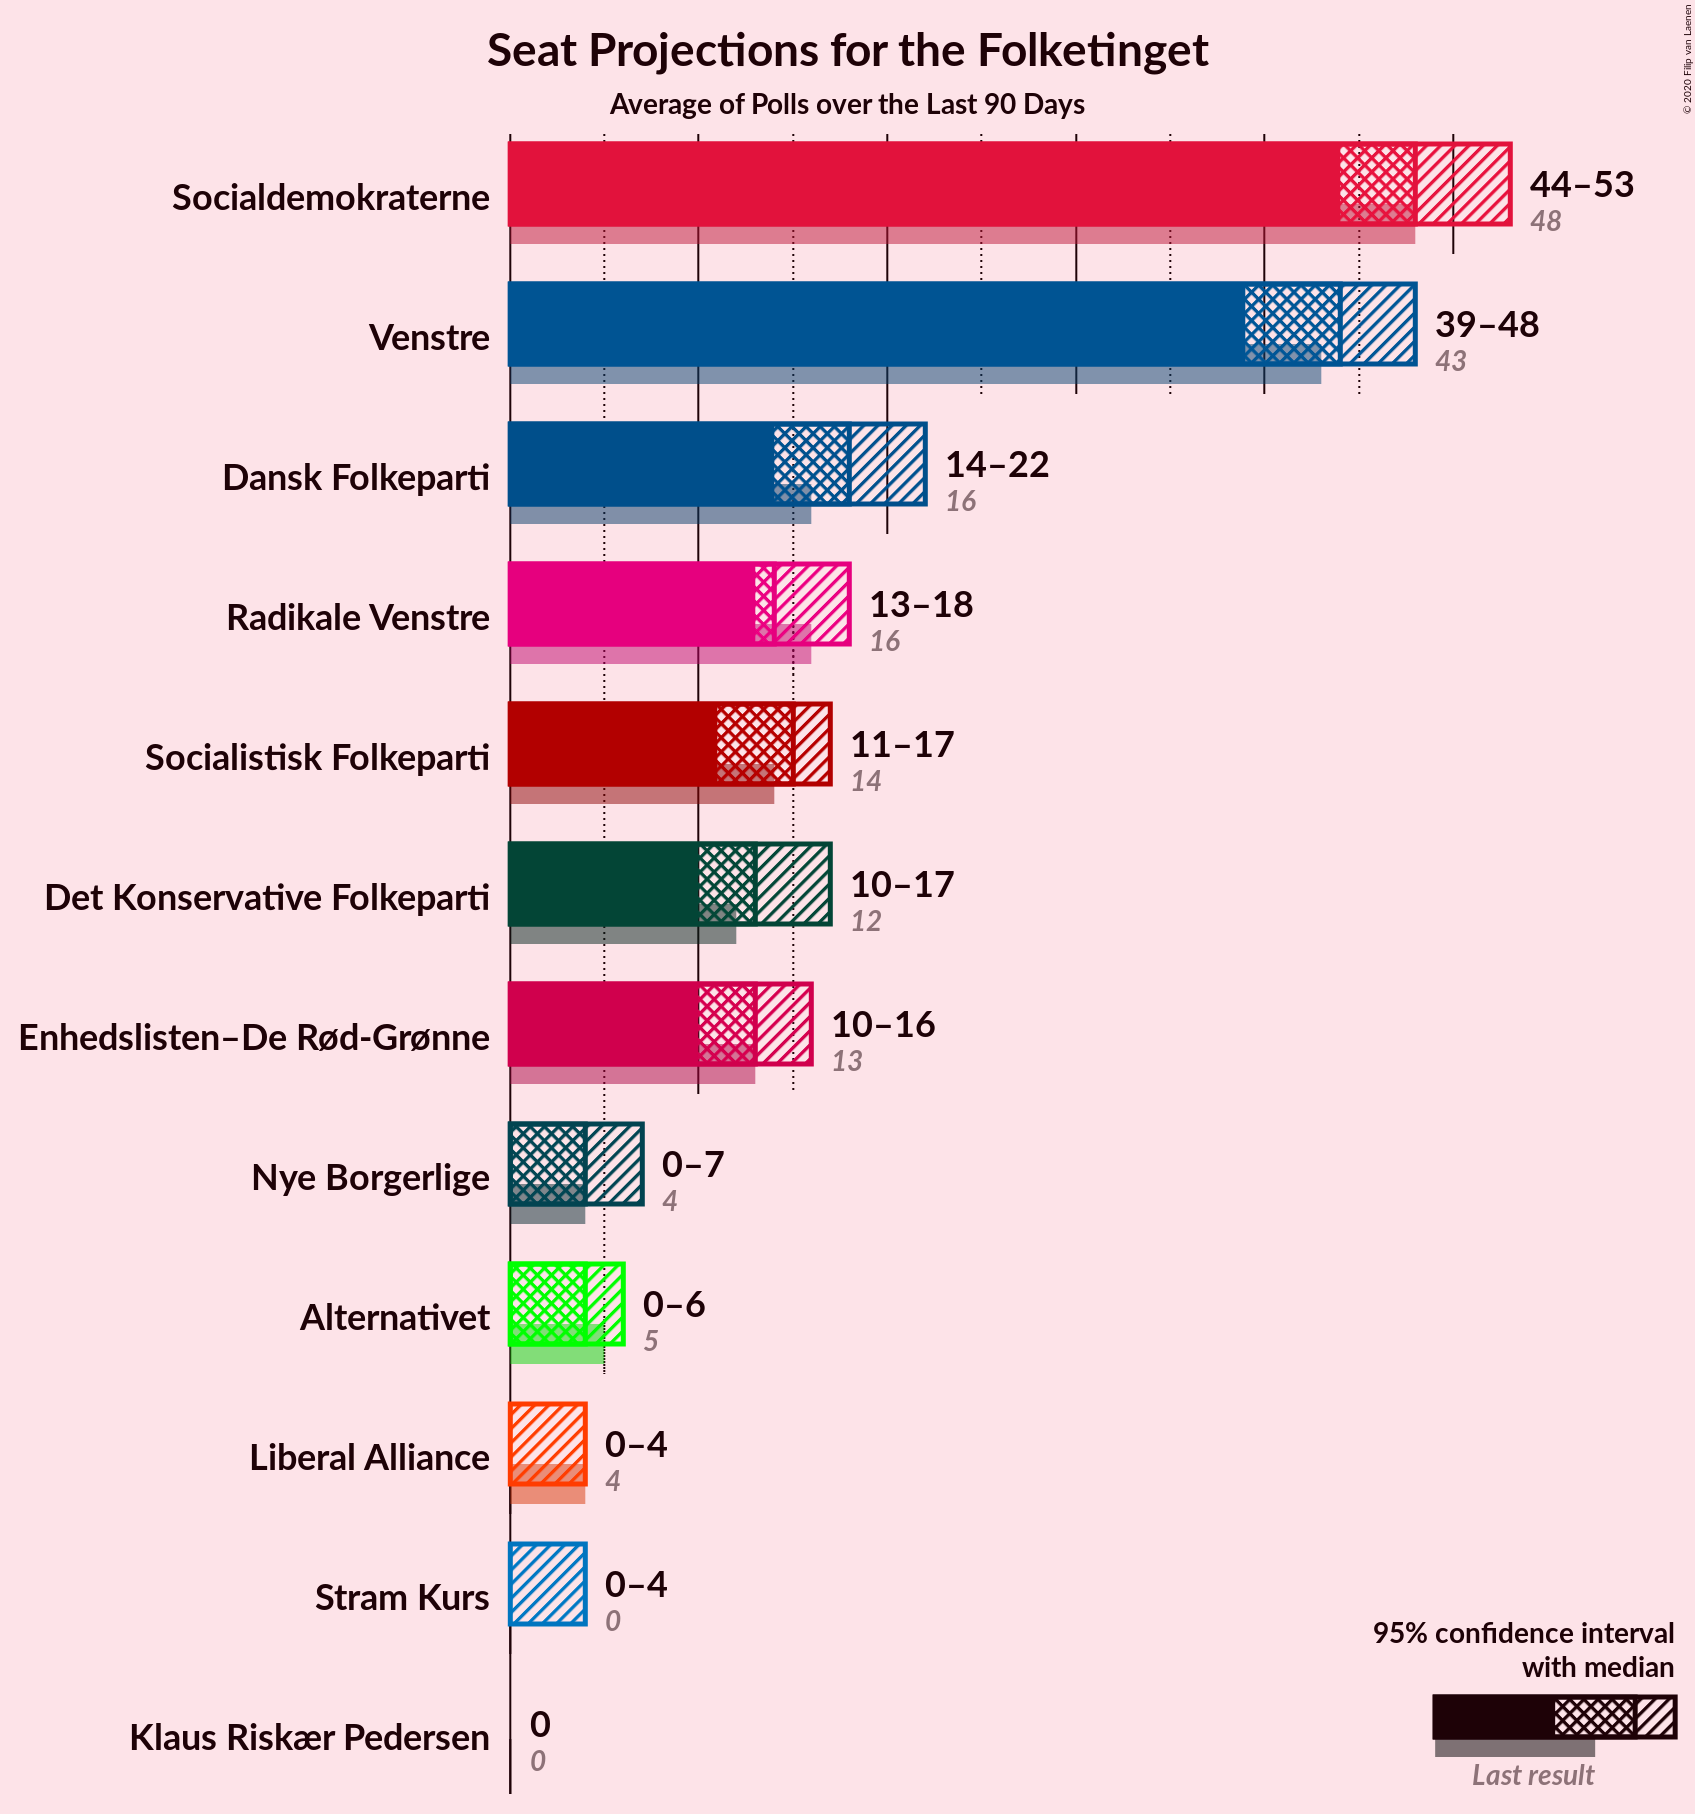 Seat Projections for the Folketinget
Average of Polls over the Last 90 Days
© 2020 Filip van Laenen
Socialdemokraterne
44–53
48
Venstre
39–48
43
Dansk Folkeparti
14–22
16
Radikale Venstre
13–18
16
Socialistisk Folkeparti
11–17
14
Det Konservative Folkeparti
10–17
12
Enhedslisten–De Rød-Grønne
10–16
13
Nye Borgerlige
0–7
4
Alternativet
0–6
5
Liberal Alliance
0–4
4
Stram Kurs
0–4
0
Klaus Riskær Pedersen
0
0
95% confidence interval
with median
Last result